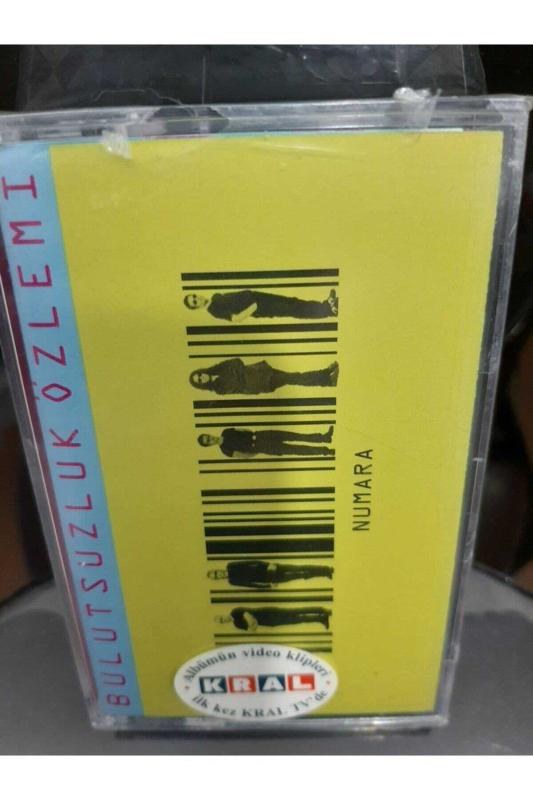 BULUTSUZLUK ÖZLEMI
NUMARA
Albümün video klipleri
KRAL
ilk kez KRAL TV'de